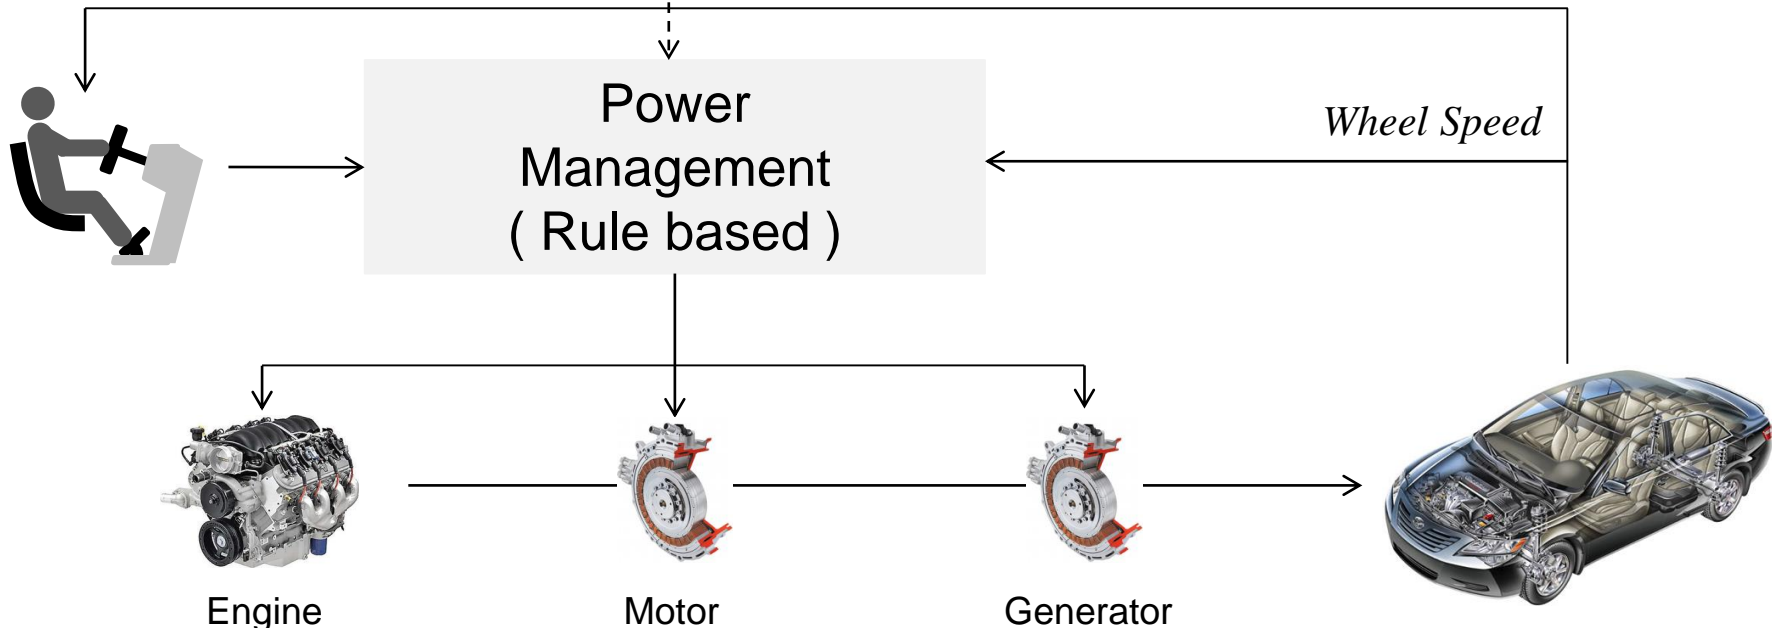 Power
Management
( Rule based )
Wheel Speed
Engine
Motor
Generator